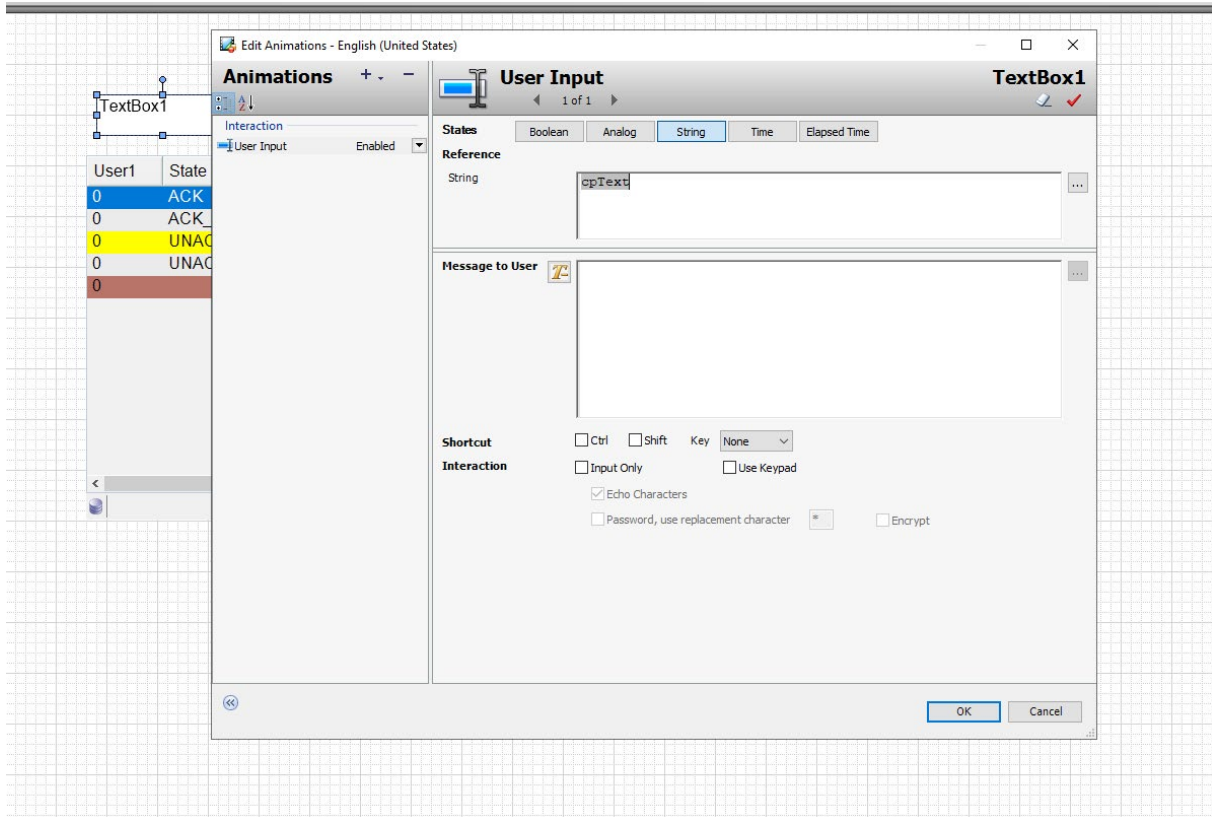 Edit Animations - English (United States)
Animations
User Input
TextBox1
1 of 1
TextBox1
Interaction
User Input Enabled
States Boolean Analog String Time Elapsed Time
Reference
String cpText ...
User1 State
0 ACK
0 ACK_
0 UNAC
0 UNAC
0
Message to User T ...
Shortcut Ctrl Shift Key None
Interaction Input Only Use Keypad
Echo Characters
Password, use replacement character * Encrypt
OK Cancel